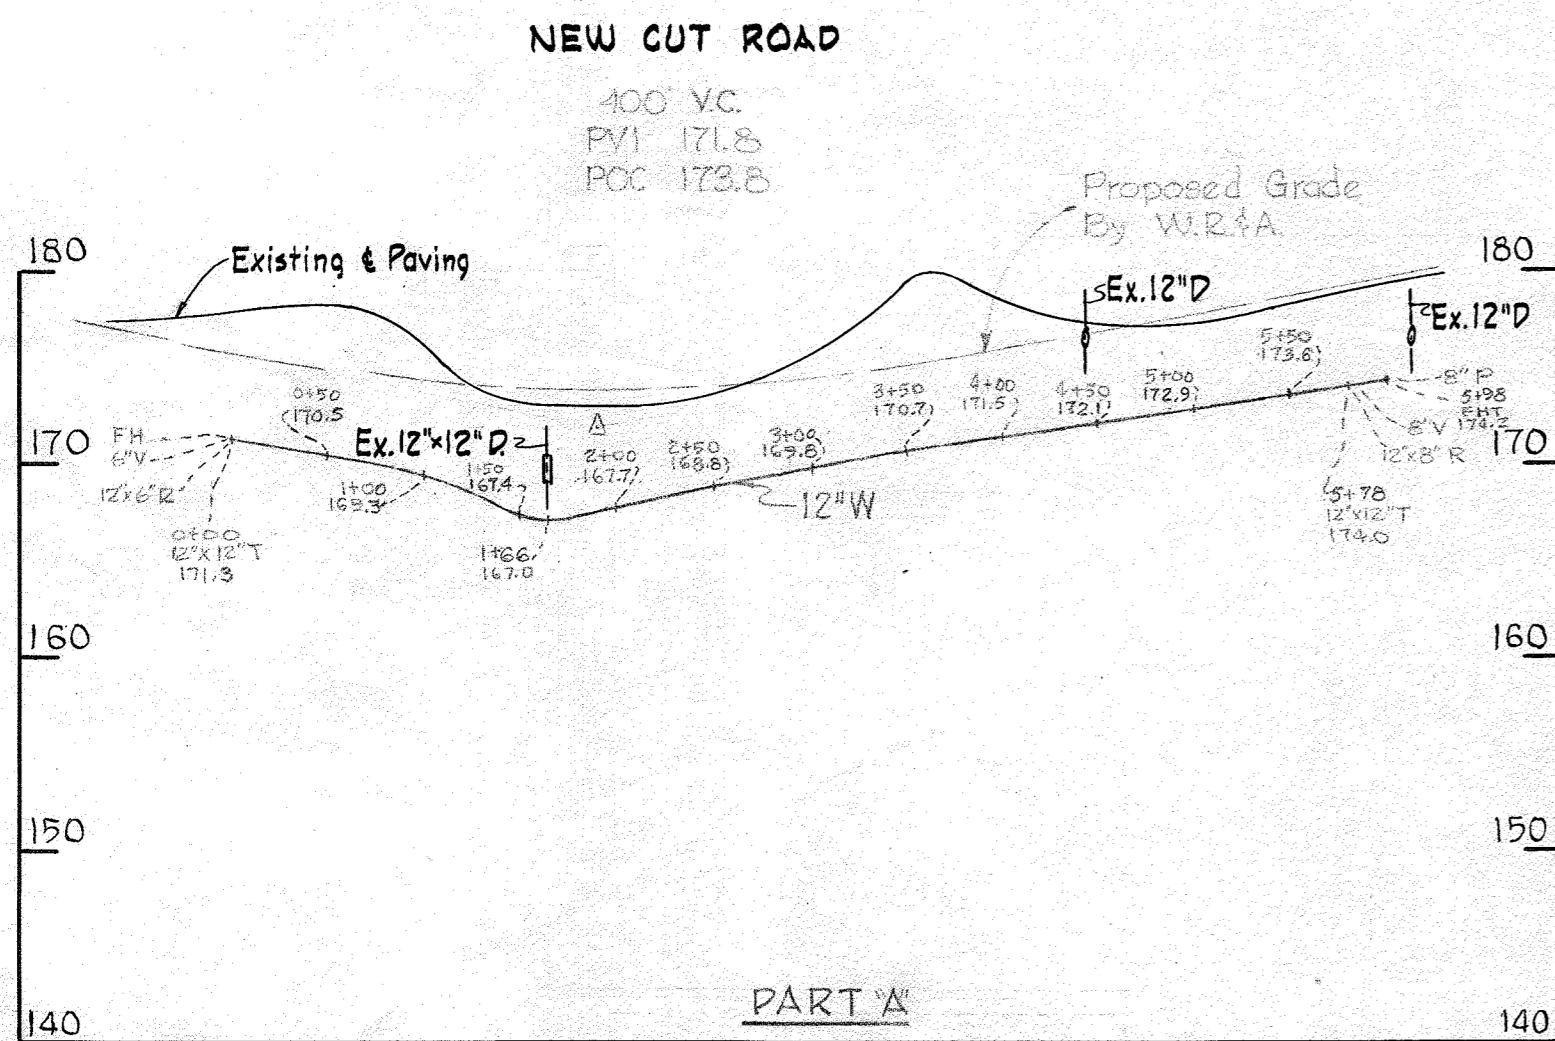 NEW CUT ROAD
400' V.C.
PVI 171.8
POC 173.8
Proposed Grade
By W.R.&A.
180
Existing ℄ Paving
180
Ex.12"D
Ex.12"D
5+50
173.6
0+50
170.5
3+50
170.7
4+00
171.5
4+50
172.1
5+00
172.9
8"P
5+98
EHT
174.2
170
FH
6"V
12"x6"R
Ex.12"x12"D.
1+00
169.3
1+50
167.4
2+00
167.7
2+50
168.8
3+00
169.8
8"V
12"x8"R
170
12"W
0+00
12"x12"T
171.3
1+66
167.0
5+78
12"x12"T
174.0
160
160
150
150
PART "A"
140
140